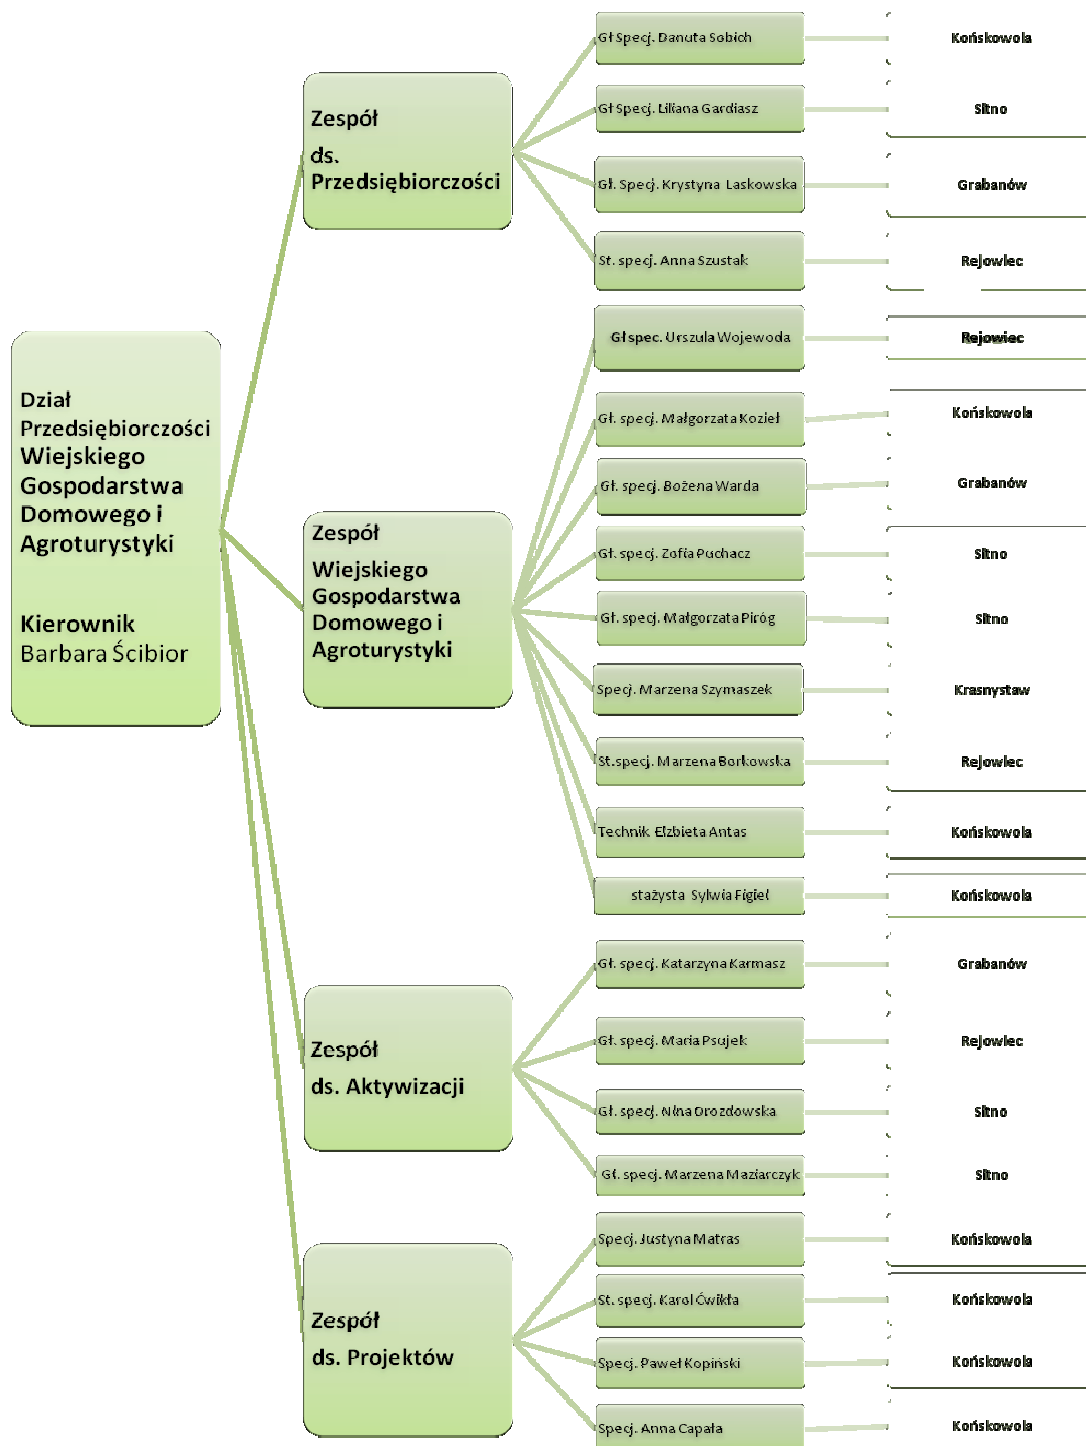 Dział
Przedsiębiorczości
Wiejskiego
Gospodarstwa
Domowego i
Agroturystyki
Kierownik
Barbara Ścibior
Zespół
ds.
Przedsiębiorczości
Gł Specj. Danuta Sobich
Końskowola
Gł Specj. Liliana Gardiasz
Sitno
Gł. Specj. Krystyna Laskowska
Grabanów
St. specj. Anna Szustak
Rejowiec
Zespół
Wiejskiego
Gospodarstwa
Domowego i
Agroturystyki
Gł spec. Urszula Wojewoda
Rejowiec
Gł. specj. Małgorzata Kozieł
Końskowola
Gł. specj. Bożena Warda
Grabanów
Gł. specj. Zofia Puchacz
Sitno
Gł. specj. Małgorzata Piróg
Sitno
Specj. Marzena Szymaszek
Krasnystaw
St.specj. Marzena Borkowska
Rejowiec
Technik Elżbieta Antas
Końskowola
stażysta Sylwia Figiel
Końskowola
Zespół
ds. Aktywizacji
Gł. specj. Katarzyna Karmasz
Grabanów
Gł. specj. Maria Psujek
Rejowiec
Gł. specj. Nina Drozdowska
Sitno
Gł. specj. Marzena Maziarczyk
Sitno
Zespół
ds. Projektów
Specj. Justyna Matras
Końskowola
St. specj. Karol Ćwikła
Końskowola
Specj. Paweł Kopiński
Końskowola
Specj. Anna Capała
Końskowola